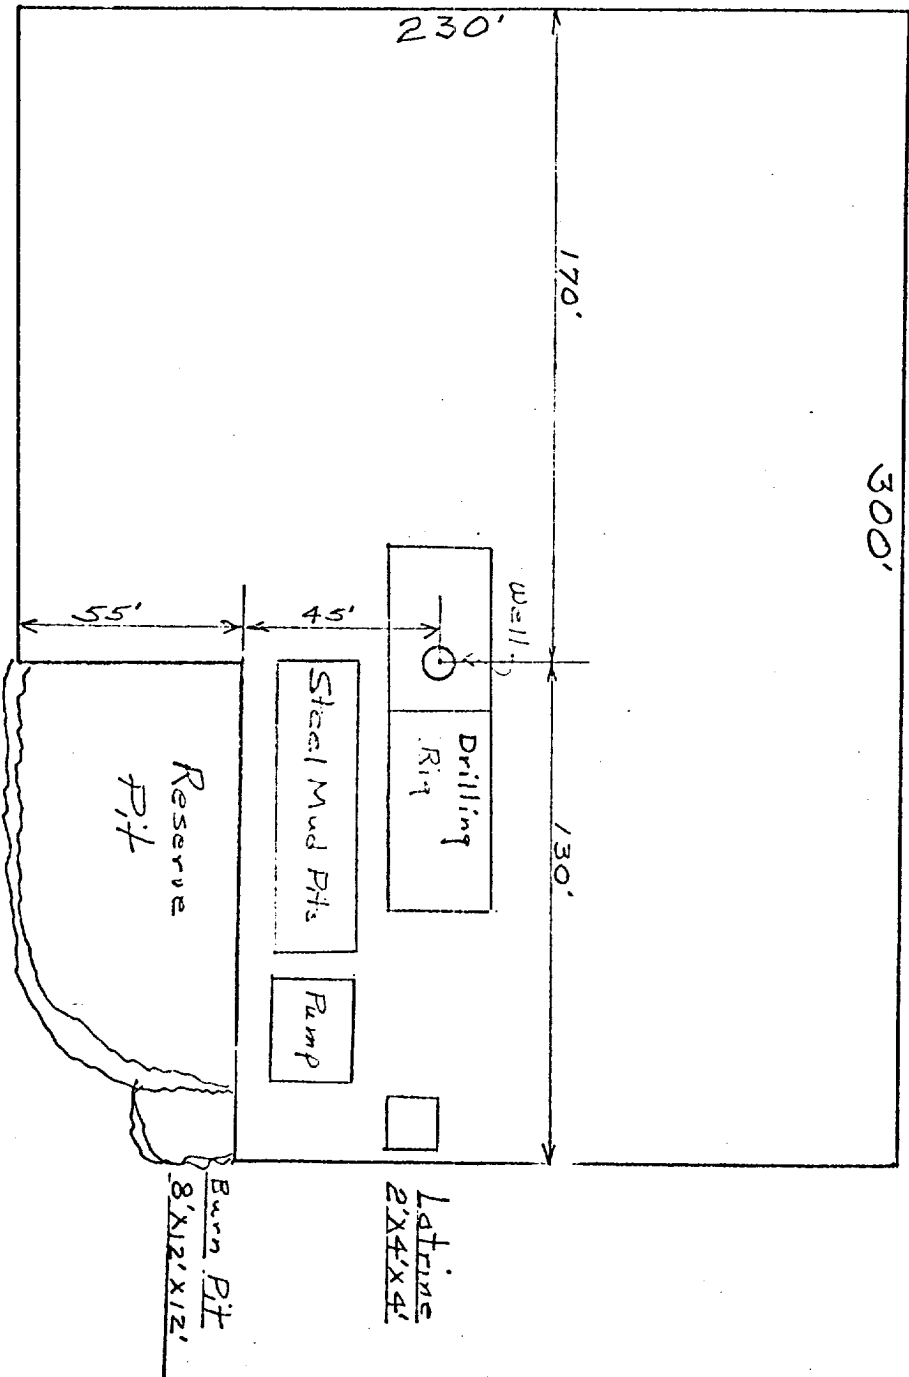 230'
300'
170'
Well
55'
45'
Drilling
Rig
Steel Mud Pits
Reserve
Pit
130'
Pump
Latrine
2'X4'X4'
Burn Pit
8'X12'X12'